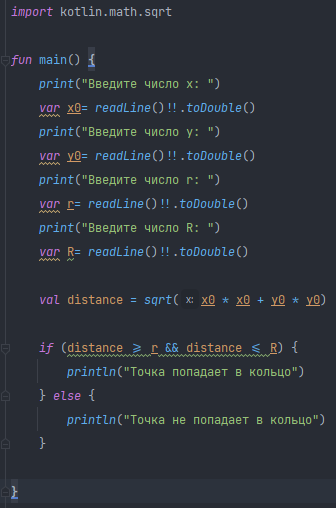 import kotlin.math.sqrt
fun main() {
print("Введите число x: ")
var x0= readLine()!!.toDouble()
print("Введите число y: ")
var y0= readLine()!!.toDouble()
print("Введите число r: ")
var r= readLine()!!.toDouble()
print("Введите число R: ")
var R= readLine()!!.toDouble()
val distance = sqrt( x: x0 * x0 + y0 * y0)
if (distance >= r && distance <= R) {
println("Точка попадает в кольцо")
} else {
println("Точка не попадает в кольцо")
}
}